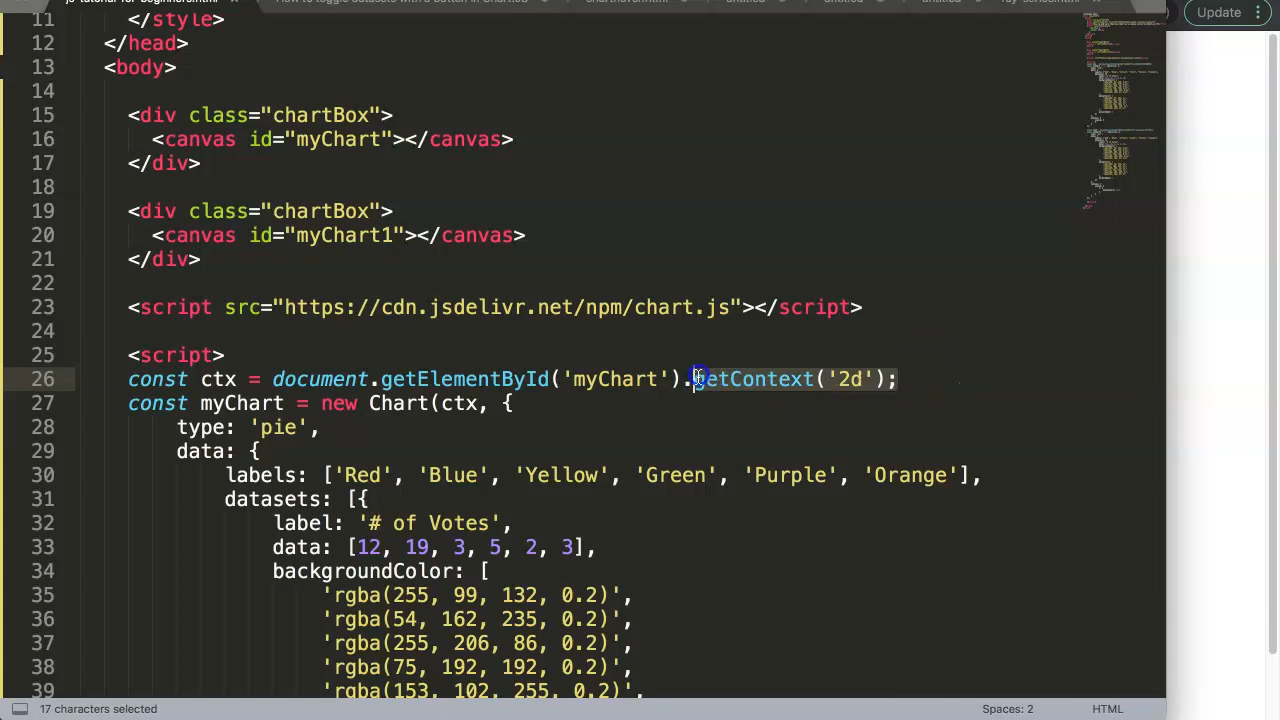 Update
11 </style>
12 </head>
13 <body>
14
15 <div class="chartBox">
16 <canvas id="myChart"></canvas>
17 </div>
18
19 <div class="chartBox">
20 <canvas id="myChart1"></canvas>
21 </div>
22
23 <script src="https://cdn.jsdelivr.net/npm/chart.js"></script>
24
25 <script>
26 const ctx = document.getElementById('myChart').getContext('2d');
27 const myChart = new Chart(ctx, {
28 type: 'pie',
29 data: {
30 labels: ['Red', 'Blue', 'Yellow', 'Green', 'Purple', 'Orange'],
31 datasets: [{
32 label: '# of Votes',
33 data: [12, 19, 3, 5, 2, 3],
34 backgroundColor: [
35 'rgba(255, 99, 132, 0.2)',
36 'rgba(54, 162, 235, 0.2)',
37 'rgba(255, 206, 86, 0.2)',
38 'rgba(75, 192, 192, 0.2)',
39 'rgba(153, 102, 255, 0.2)',
17 characters selected Spaces: 2 HTML